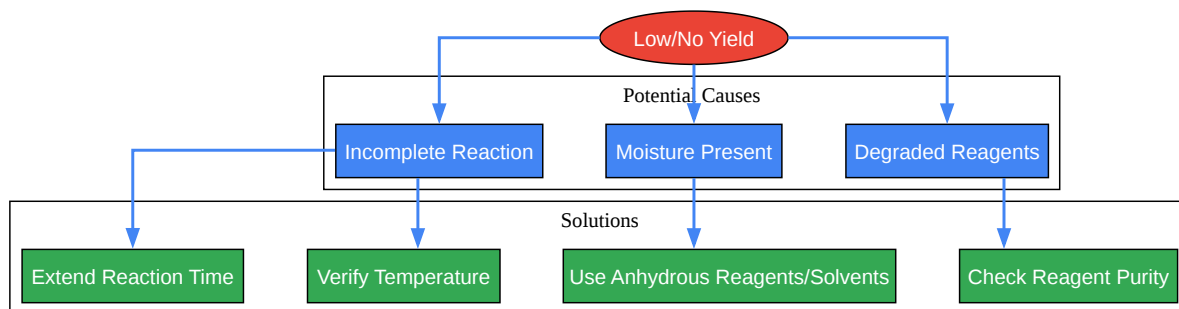 Low/No Yield
Potential Causes
Incomplete Reaction
Moisture Present
Degraded Reagents
Solutions
Extend Reaction Time
Verify Temperature
Use Anhydrous Reagents/Solvents
Check Reagent Purity